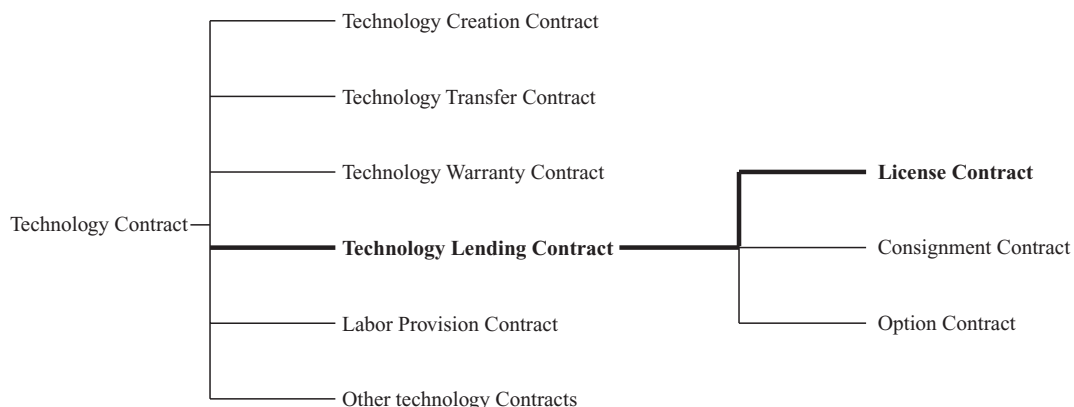 Technology Creation Contract
Technology Transfer Contract
Technology Warranty Contract
License Contract
Technology Contract
Technology Lending Contract
Consignment Contract
Labor Provision Contract
Option Contract
Other technology Contracts